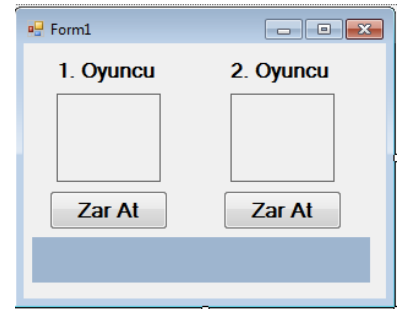 Form1
1. Oyuncu 2. Oyuncu
Zar At Zar At